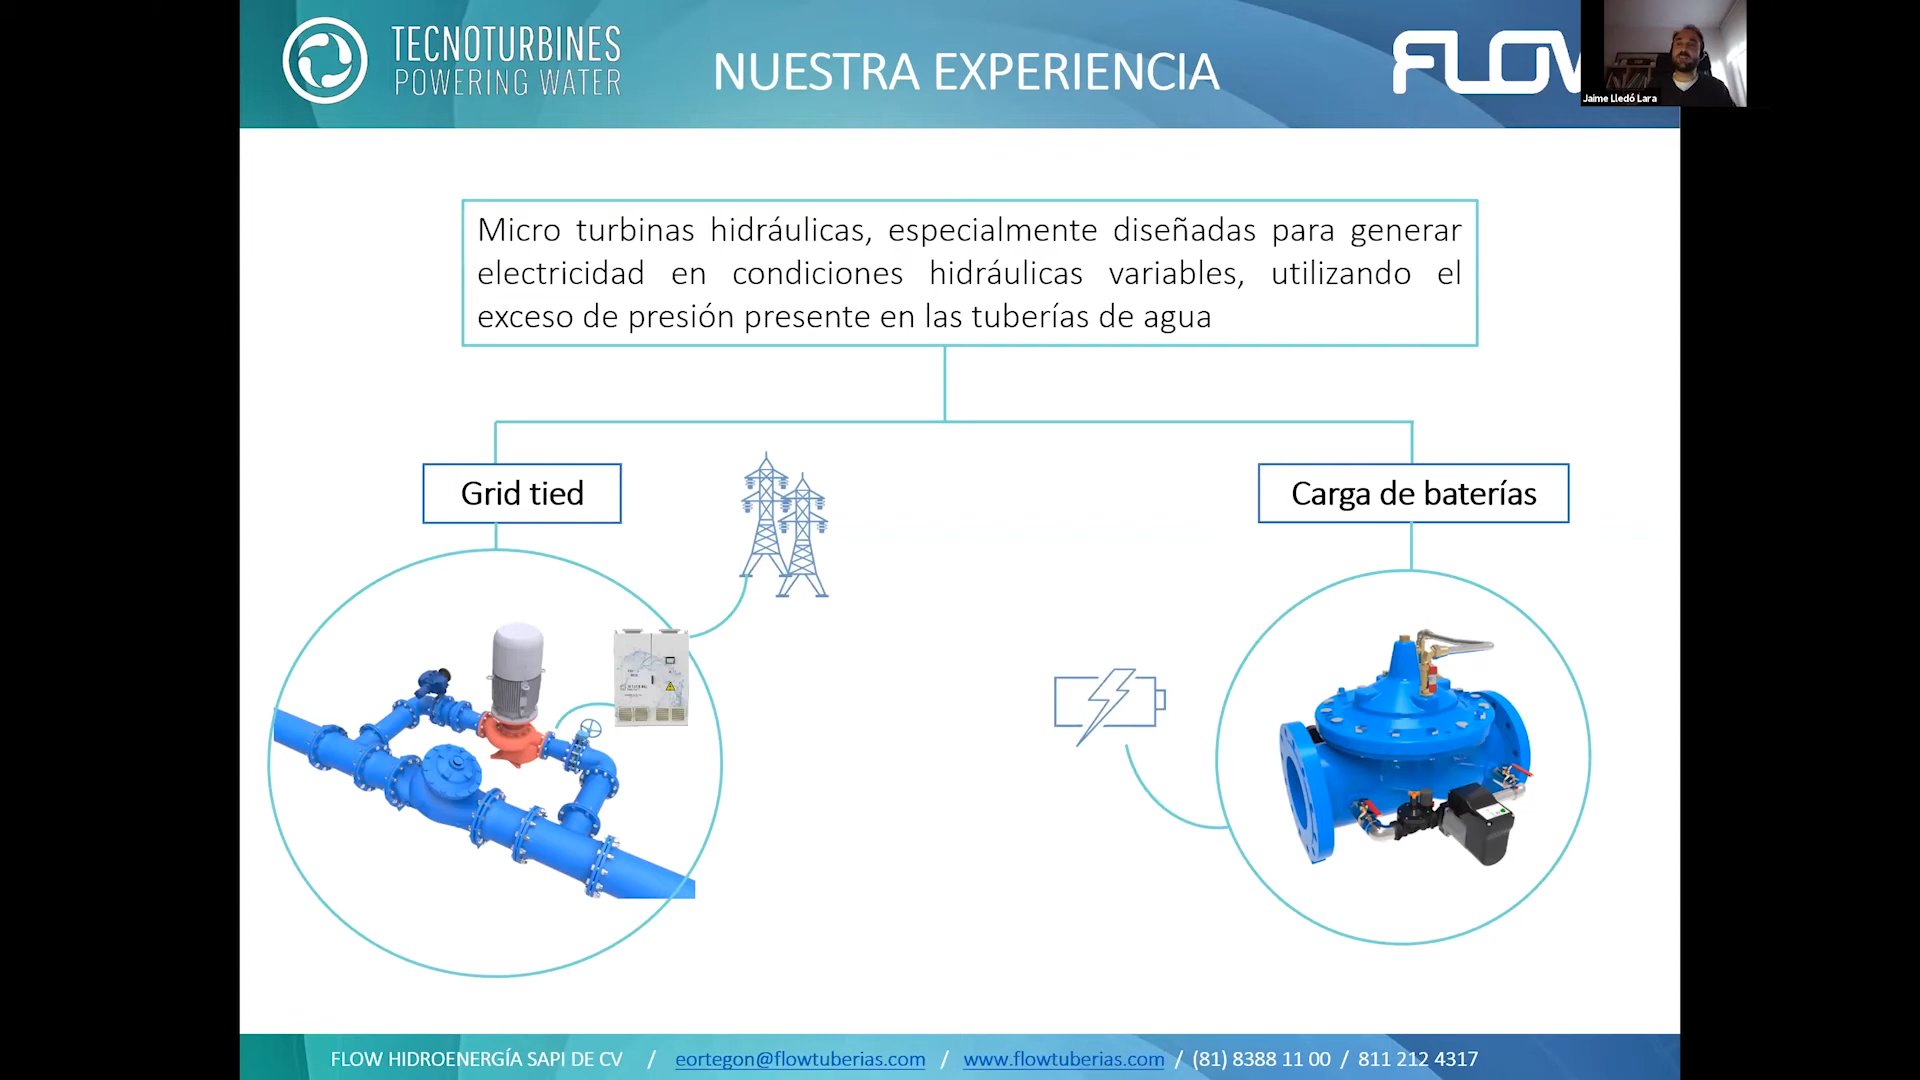 TECNOTURBINES
POWERING WATER
NUESTRA EXPERIENCIA
FLOW
Jaime Lledó Lara
Micro turbinas hidráulicas, especialmente diseñadas para generar
electricidad en condiciones hidráulicas variables, utilizando el
exceso de presión presente en las tuberías de agua
Grid tied
Carga de baterías
FLOW HIDROENERGÍA SAPI DE CV / eortegon@flowtuberias.com / www.flowtuberias.com / (81) 8388 11 00 / 811 212 4317